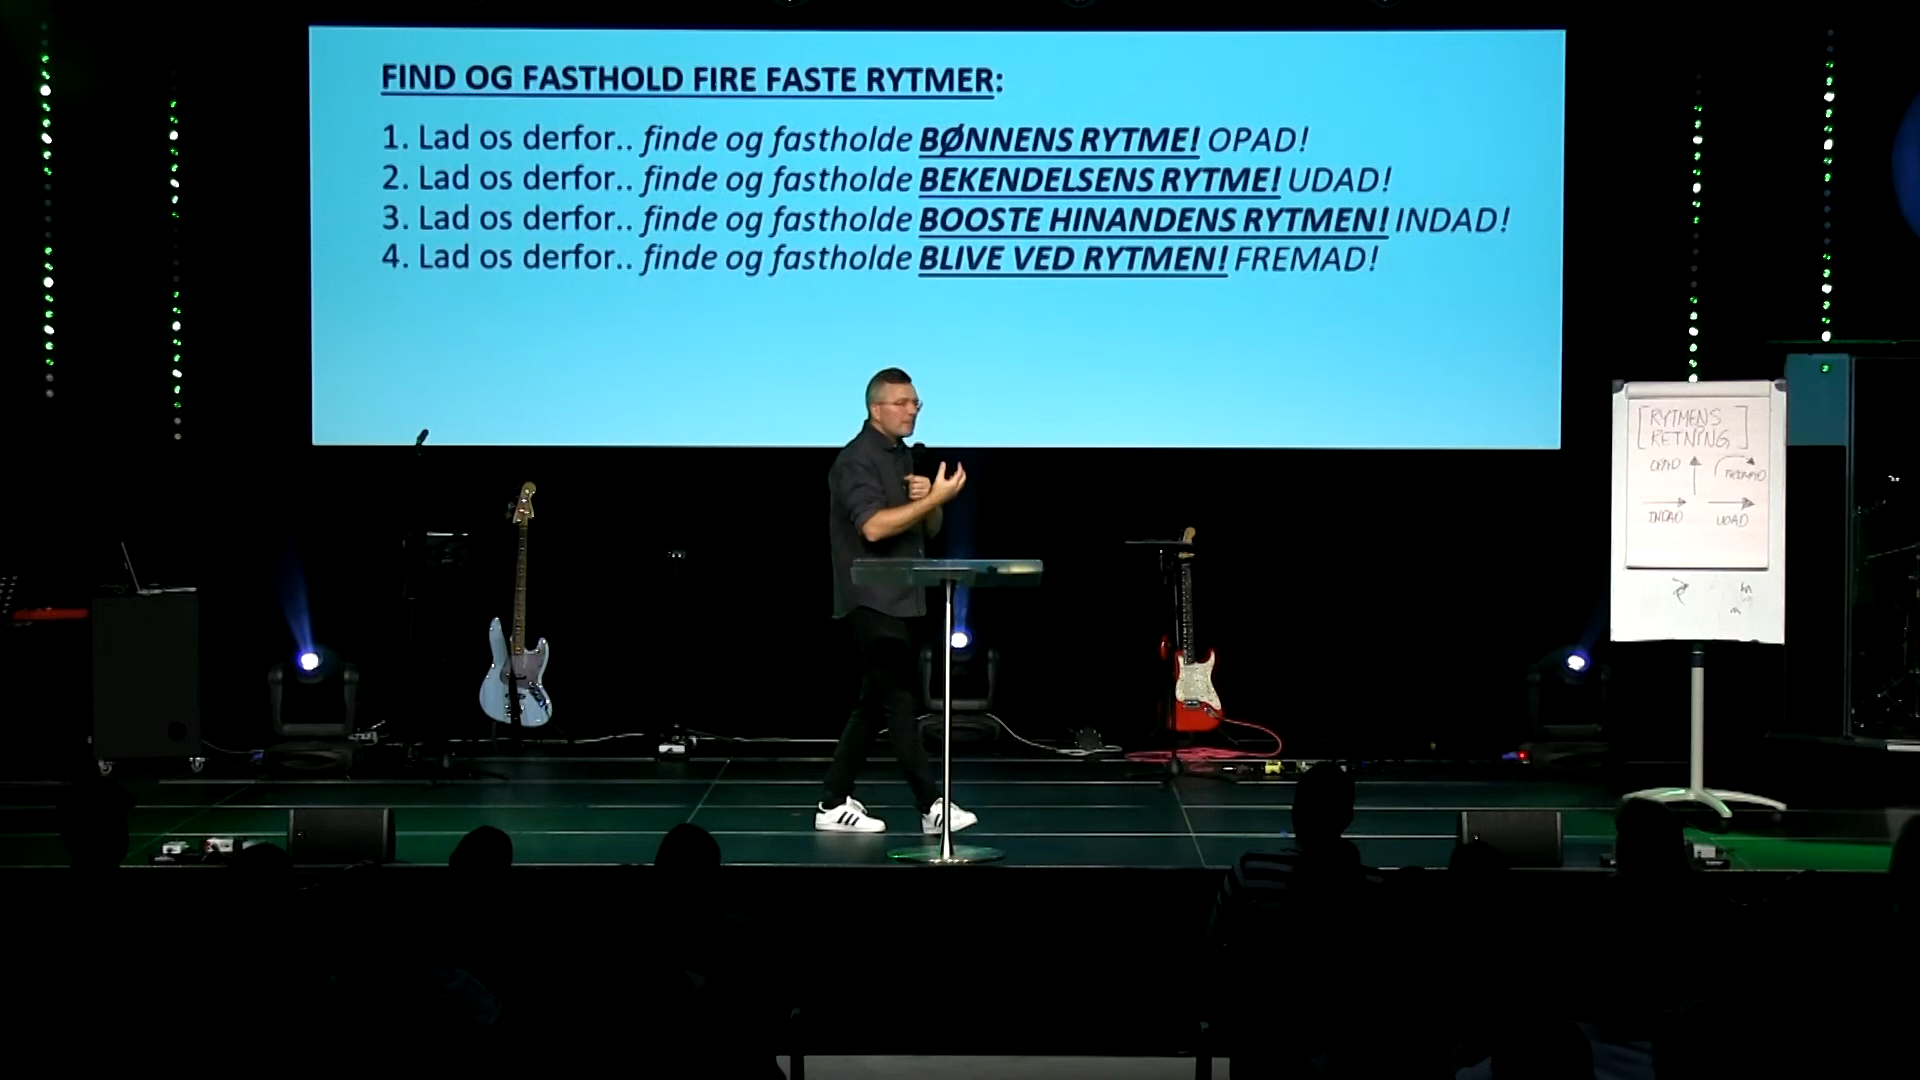 FIND OG FASTHOLD FIRE FASTE RYTMER:
1. Lad os derfor.. finde og fastholde BØNNENS RYTME! OPAD!
2. Lad os derfor.. finde og fastholde BEKENDELSENS RYTME! UDAD!
3. Lad os derfor.. finde og fastholde BOOSTE HINANDENS RYTMEN! INDAD!
4. Lad os derfor.. finde og fastholde BLIVE VED RYTMEN! FREMAD!
[RYTMENS
RETNING]
OPAD FREMAD
INDAD UDAD